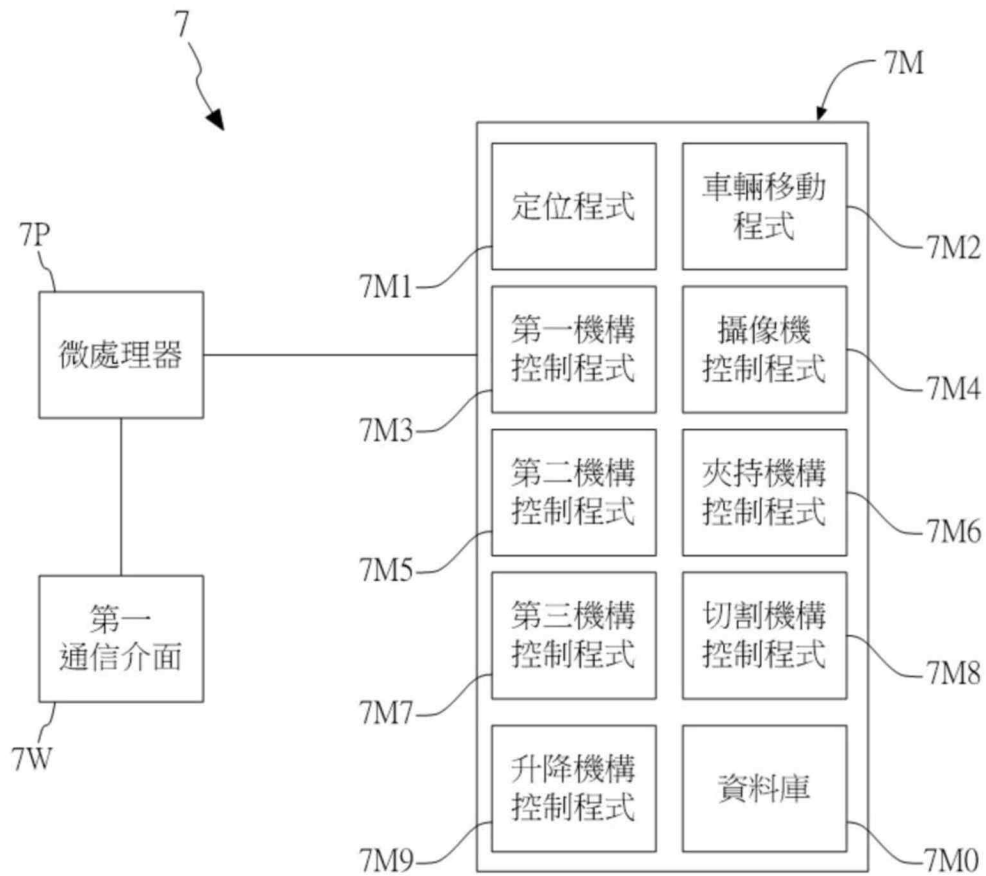 7
7M
定位程式
車輛移動
程式
7P
7M1
7M2
微處理器
第一機構
控制程式
攝像機
控制程式
7M3
7M4
第二機構
控制程式
夾持機構
控制程式
7M5
7M6
第一
通信介面
第三機構
控制程式
切割機構
控制程式
7M7
7M8
7W
升降機構
控制程式
資料庫
7M9
7M0